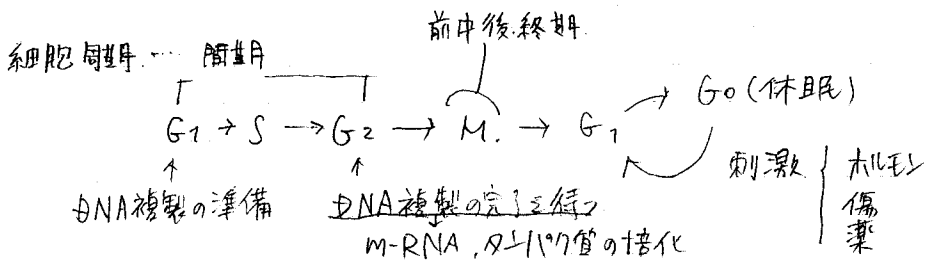 前中後.終期
細胞周期 … 間期
G1 → S → G2 → M. → G1 → G0 (休眠)
刺激 { ホルモン
傷
薬
DNA複製の準備
DNA複製の完了を待つ
m-RNA, タンパク質の倍化